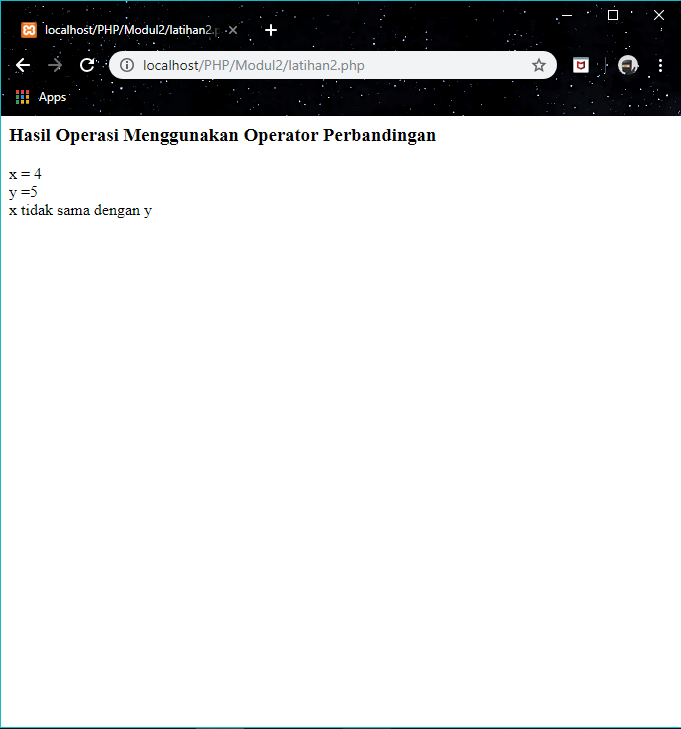 localhost/PHP/Modul2/latihan2.p
localhost/PHP/Modul2/latihan2.php
Apps
Hasil Operasi Menggunakan Operator Perbandingan
x = 4
y =5
x tidak sama dengan y